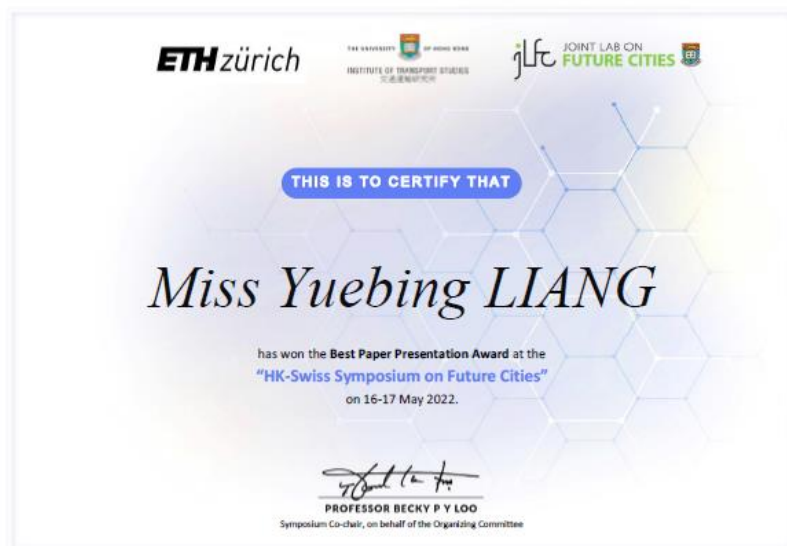 ETH zürich
THE UNIVERSITY OF HONG KONG
INSTITUTE OF TRANSPORT STUDIES
交通運輸研究所
jLfc JOINT LAB ON
FUTURE CITIES
THIS IS TO CERTIFY THAT
Miss Yuebing LIANG
has won the Best Paper Presentation Award at the
“HK-Swiss Symposium on Future Cities”
on 16-17 May 2022.
PROFESSOR BECKY P Y LOO
Symposium Co-chair, on behalf of the Organizing Committee